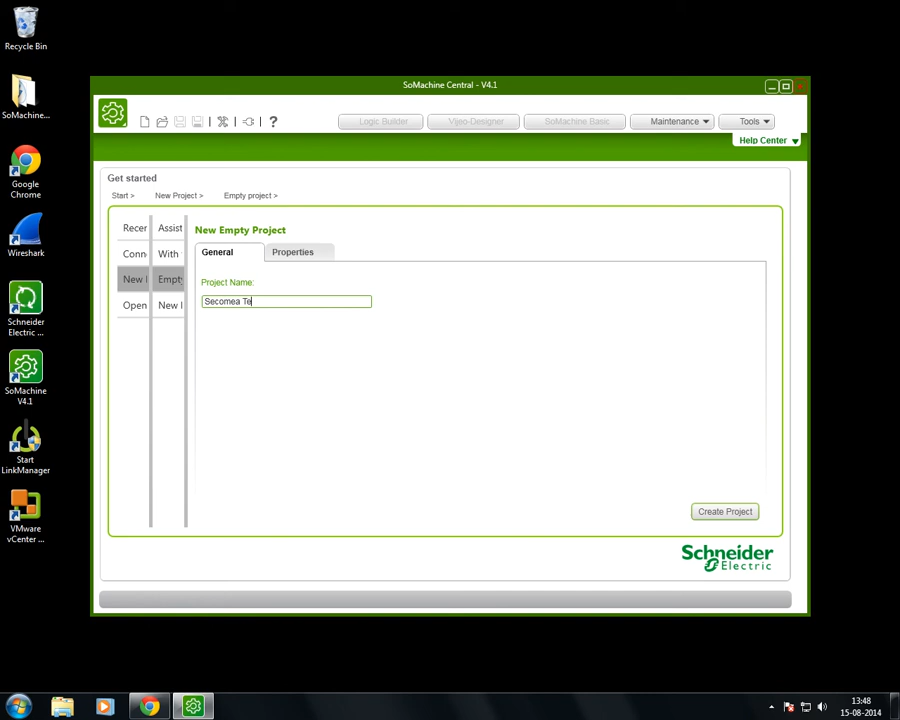 Recycle Bin
SoMachine...
Google
Chrome
Wireshark
Schneider
Electric ...
SoMachine
V4.1
Start
LinkManager
VMware
vCenter ...
SoMachine Central - V4.1
Logic Builder
Vijeo-Designer
SoMachine Basic
Maintenance
Tools
Help Center
Get started
Start >
New Project >
Empty project >
Recen
Conn
New I
Open
Assist
With
Empty
New I
New Empty Project
General
Properties
Project Name:
Secomea Te
Create Project
Schneider
Electric
13:48
15-08-2014